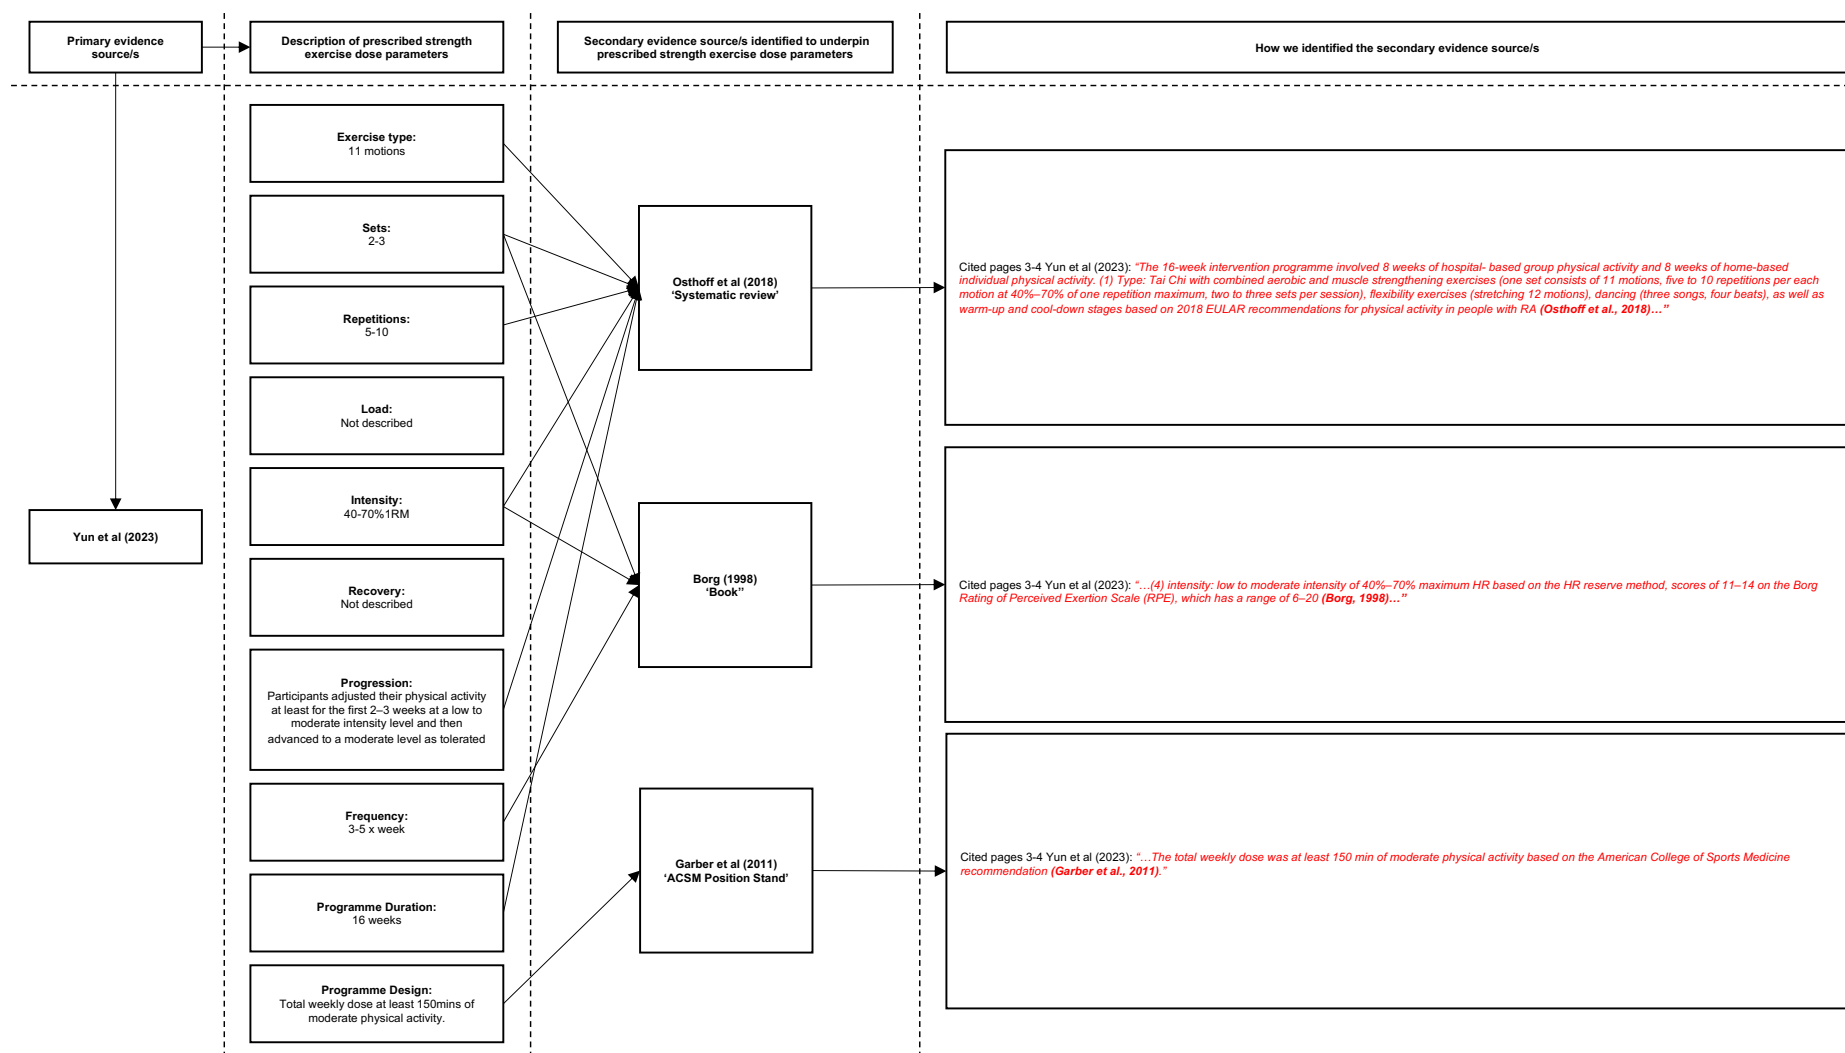 Primary evidence
source/s
Description of prescribed strength
exercise dose parameters
Secondary evidence source/s identified to underpin
prescribed strength exercise dose parameters
How we identified the secondary evidence source/s
Yun et al (2023)
Exercise type:
11 motions
Sets:
2-3
Repetitions:
5-10
Load:
Not described
Intensity:
40-70%1RM
Recovery:
Not described
Progression:
Participants adjusted their physical activity
at least for the first 2–3 weeks at a low to
moderate intensity level and then
advanced to a moderate level as tolerated
Frequency:
3-5 x week
Programme Duration:
16 weeks
Programme Design:
Total weekly dose at least 150mins of
moderate physical activity.
Osthoff et al (2018)
‘Systematic review’
Borg (1998)
‘Book’'
Garber et al (2011)
‘ACSM Position Stand’
Cited pages 3-4 Yun et al (2023): “The 16-week intervention programme involved 8 weeks of hospital- based group physical activity and 8 weeks of home-based
individual physical activity. (1) Type: Tai Chi with combined aerobic and muscle strengthening exercises (one set consists of 11 motions, five to 10 repetitions per each
motion at 40%–70% of one repetition maximum, two to three sets per session), flexibility exercises (stretching 12 motions), dancing (three songs, four beats), as well as
warm-up and cool-down stages based on 2018 EULAR recommendations for physical activity in people with RA (Osthoff et al., 2018)…”
Cited pages 3-4 Yun et al (2023): “…(4) intensity: low to moderate intensity of 40%–70% maximum HR based on the HR reserve method, scores of 11–14 on the Borg
Rating of Perceived Exertion Scale (RPE), which has a range of 6–20 (Borg, 1998)…”
Cited pages 3-4 Yun et al (2023): “…The total weekly dose was at least 150 min of moderate physical activity based on the American College of Sports Medicine
recommendation (Garber et al., 2011).”